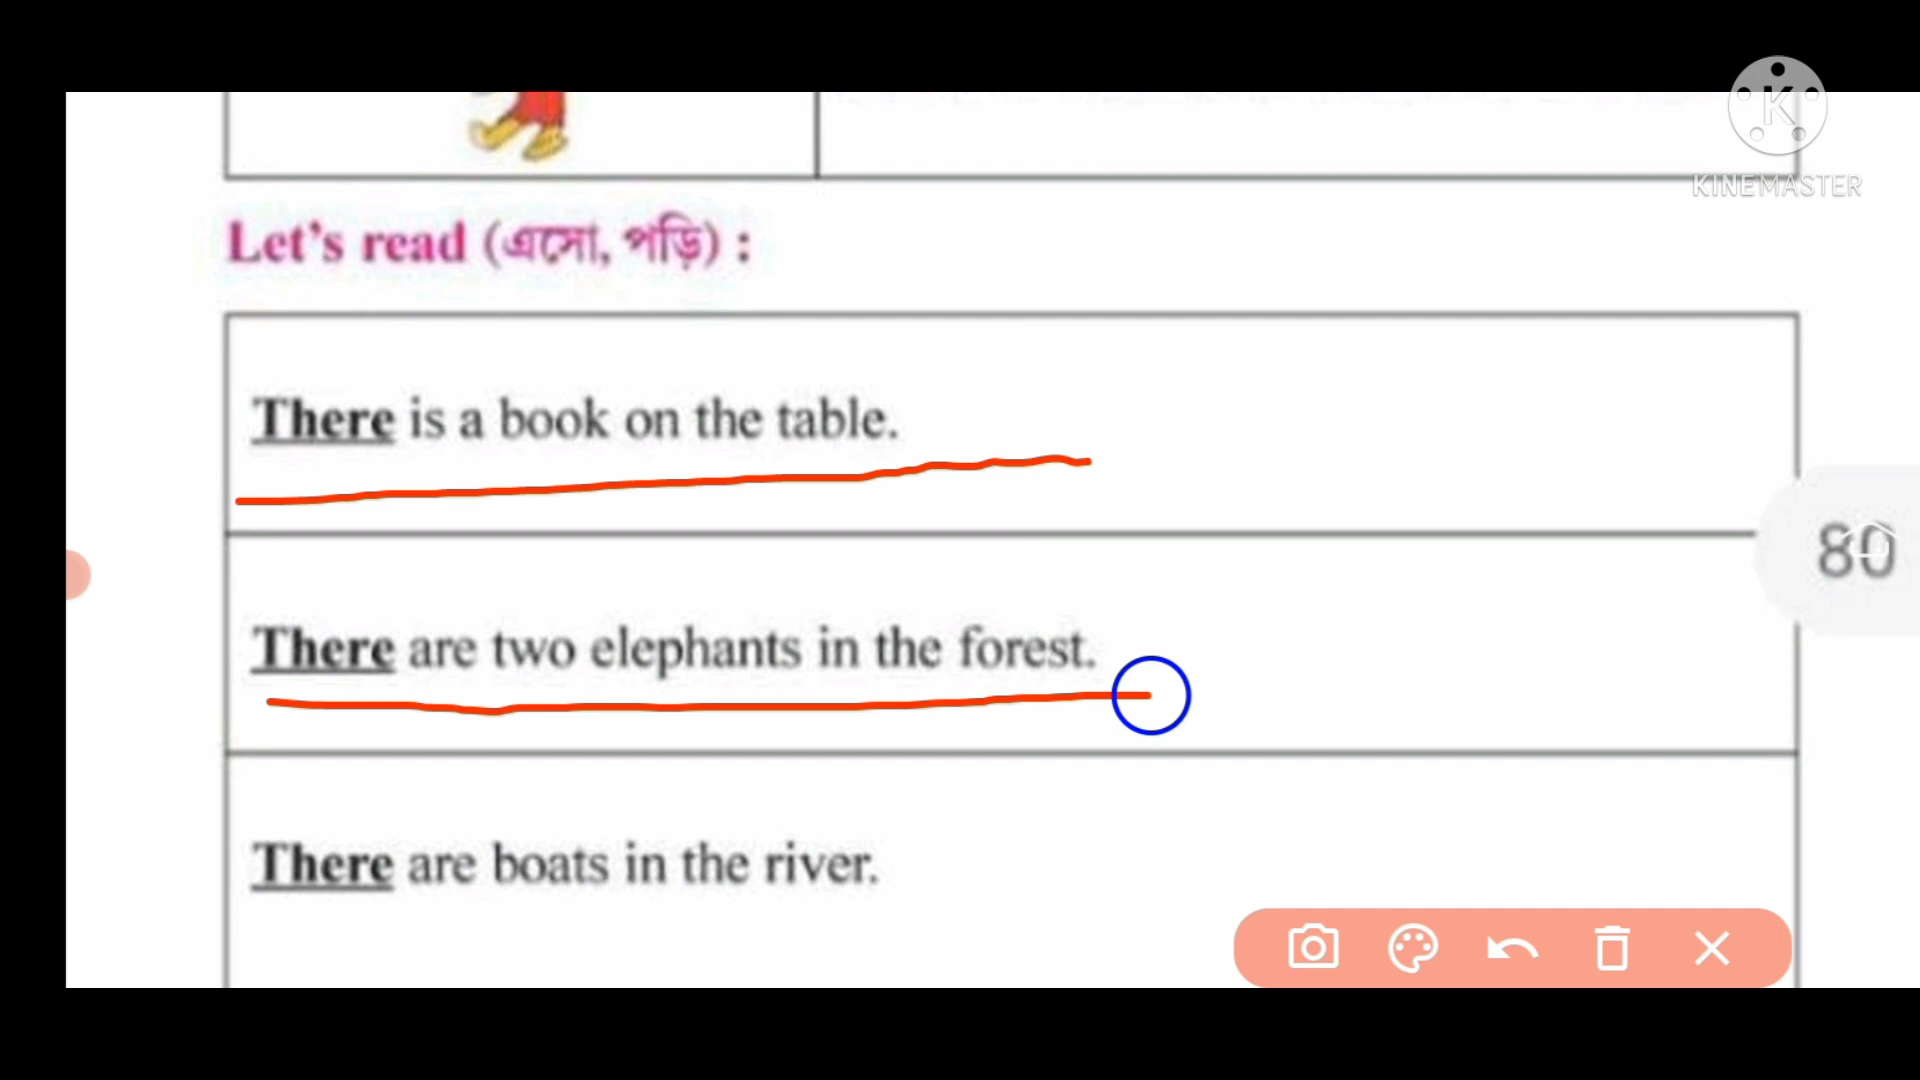 KINEMASTER
Let's read (এসো, পড়ি) :
There is a book on the table.
80
There are two elephants in the forest.
There are boats in the river.